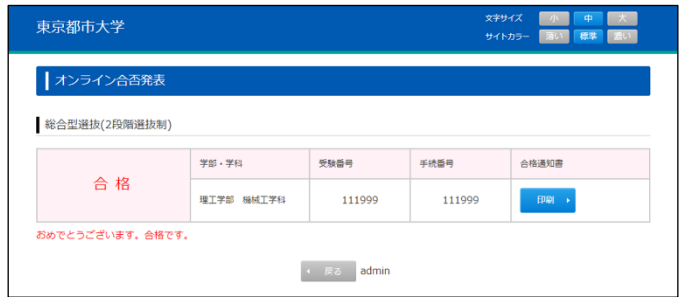 東京都市大学
文字サイズ 小 中 大
サイトカラー 薄い 標準 濃い
オンライン合否発表
総合型選抜(2段階選抜制)
学部・学科 受験番号 手続番号 合格通知書
合格
理工学部 機械工学科 111999 111999 印刷
おめでとうございます。合格です。
戻る admin